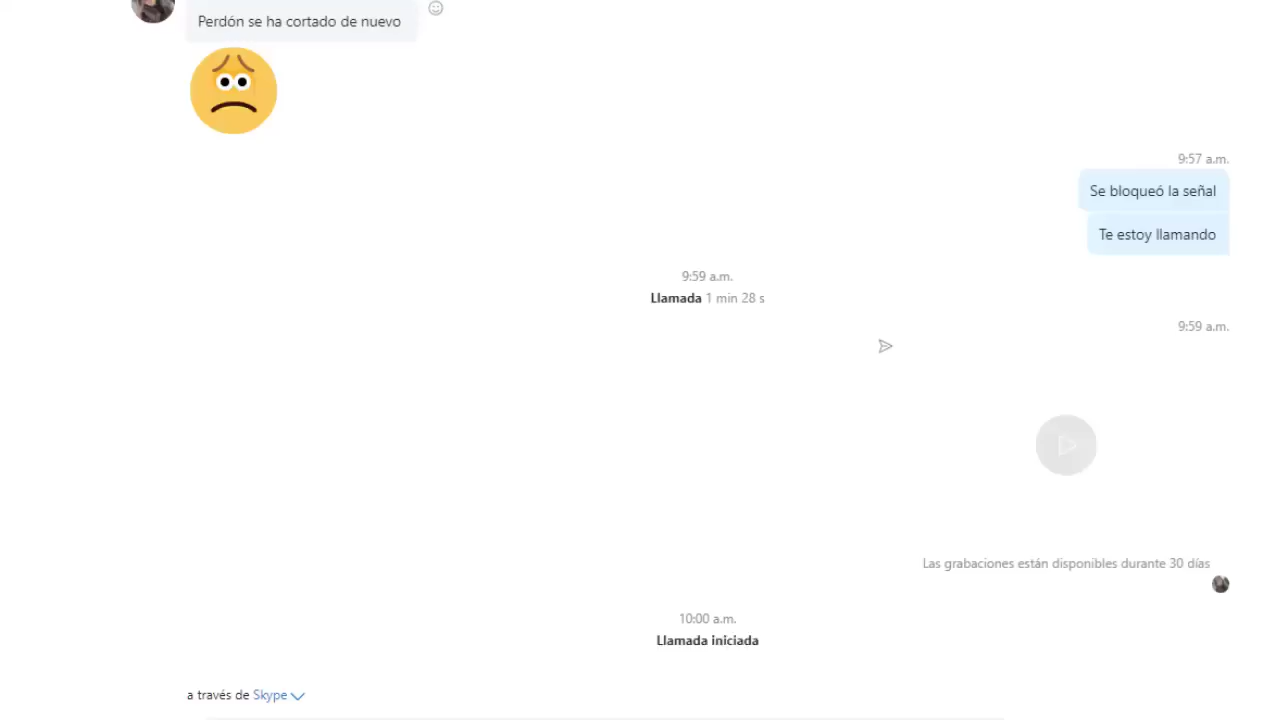 Perdón se ha cortado de nuevo
9:57 a.m.
Se bloqueó la señal
Te estoy llamando
9:59 a.m.
Llamada 1 min 28 s
9:59 a.m.
Las grabaciones están disponibles durante 30 días
10:00 a.m.
Llamada iniciada
a través de Skype